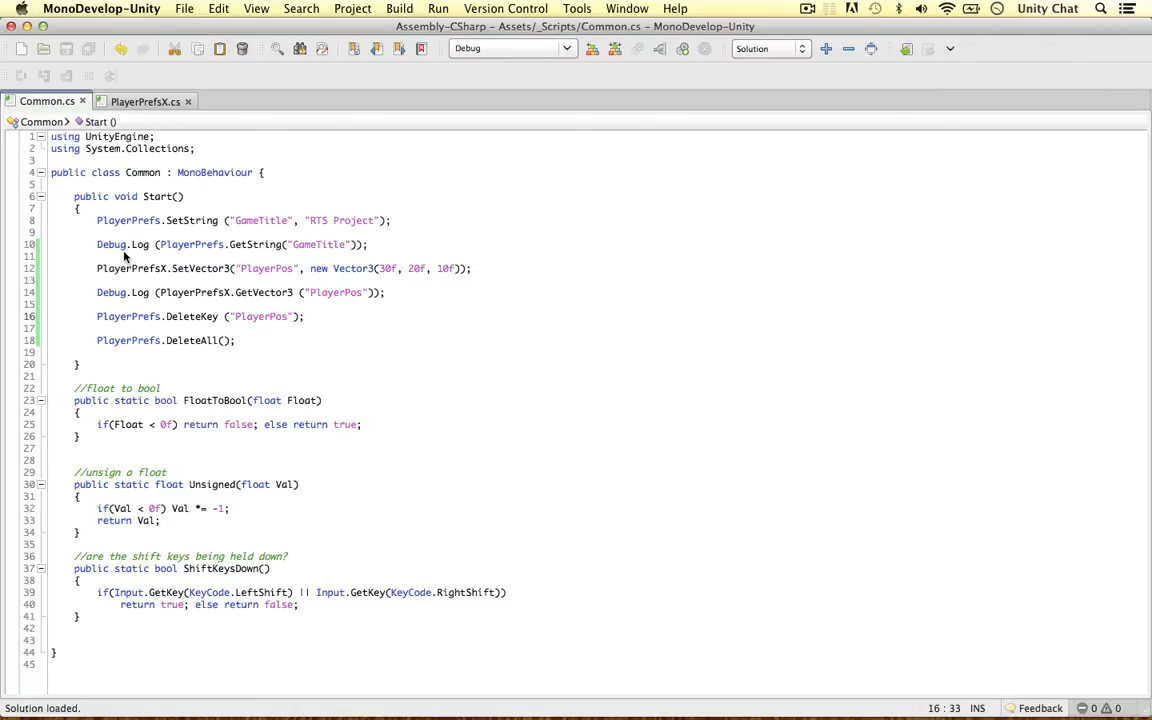 MonoDevelop-Unity File Edit View Search Project Build Run Version Control Tools Window Help Unity Chat
Assembly-CSharp - Assets/_Scripts/Common.cs - MonoDevelop-Unity
Debug Solution
Common.cs PlayerPrefsX.cs
Common Start ()
1 using UnityEngine;
2 using System.Collections;
3
4 public class Common : MonoBehaviour {
5
6 public void Start()
7 {
8 PlayerPrefs.SetString ("GameTitle", "RTS Project");
9
10 Debug.Log (PlayerPrefs.GetString("GameTitle"));
11
12 PlayerPrefsX.SetVector3("PlayerPos", new Vector3(30f, 20f, 10f));
13
14 Debug.Log (PlayerPrefsX.GetVector3 ("PlayerPos"));
15
16 PlayerPrefs.DeleteKey ("PlayerPos");
17
18 PlayerPrefs.DeleteAll();
19
20 }
21
22 //float to bool
23 public static bool FloatToBool(float Float)
24 {
25 if(Float < 0f) return false; else return true;
26 }
27
28
29 //unsign a float
30 public static float Unsigned(float Val)
31 {
32 if(Val < 0f) Val *= -1;
33 return Val;
34 }
35
36 //are the shift keys being held down?
37 public static bool ShiftKeysDown()
38 {
39 if(Input.GetKey(KeyCode.LeftShift) || Input.GetKey(KeyCode.RightShift))
40 return true; else return false;
41 }
42
43
44 }
45
Solution loaded. 16 : 33 INS Feedback 0 0